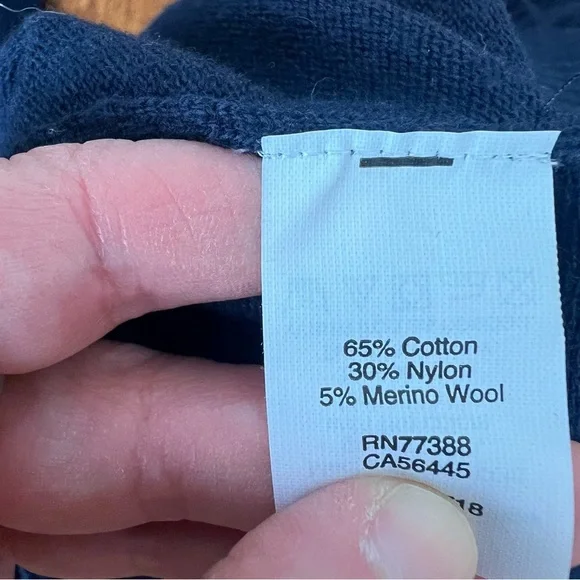 65% Cotton
30% Nylon
5% Merino Wool
RN77388
CA56445